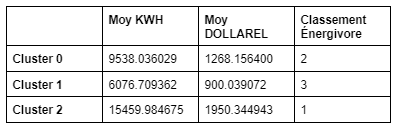 Moy KWH Moy DOLLAREL Classement Énergivore
Cluster 0 9538.036029 1268.156400 2
Cluster 1 6076.709362 900.039072 3
Cluster 2 15459.984675 1950.344943 1